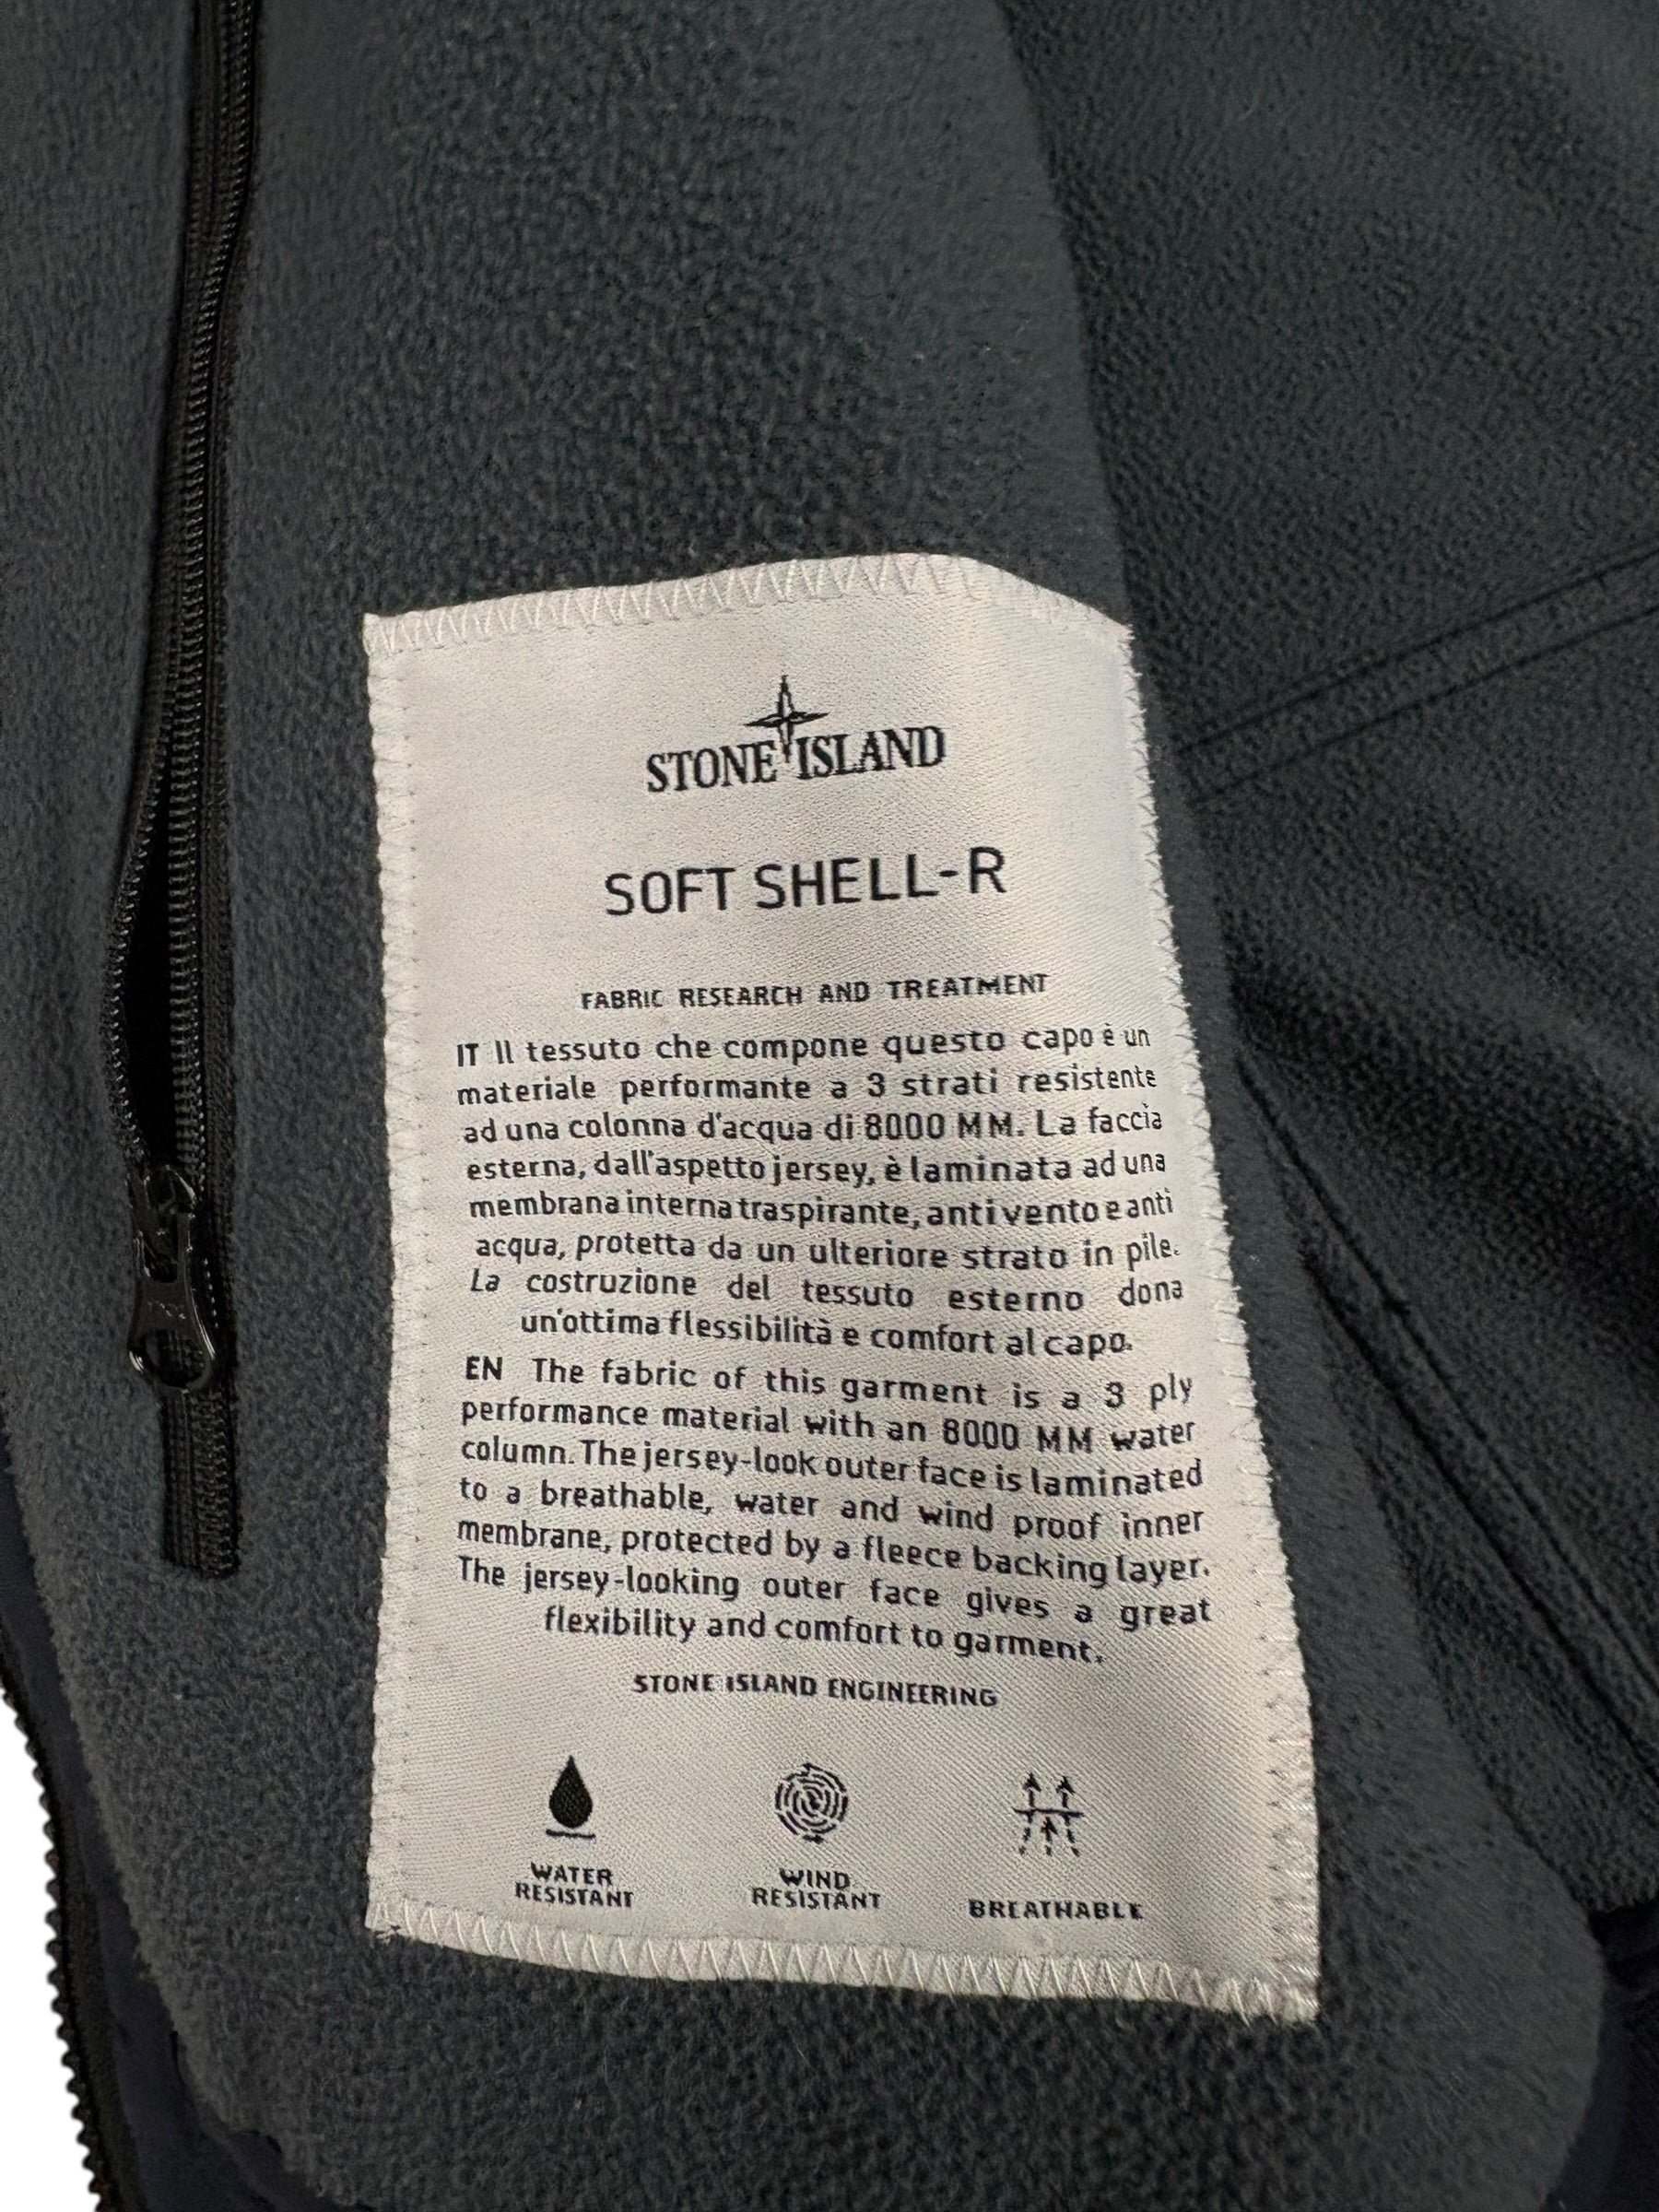 STONE ISLAND
SOFT SHELL-R
FABRIC RESEARCH AND TREATMENT
IT Il tessuto che compone questo capo è un
materiale performante a 3 strati resistente
ad una colonna d'acqua di 8000 MM. La faccia
esterna, dall'aspetto jersey, è laminata ad una
membrana interna traspirante, antivento e anti
acqua, protetta da un ulteriore strato in pile.
La costruzione del tessuto esterno dona
un'ottima flessibilità e comfort al capo.
EN The fabric of this garment is a 3 ply
performance material with an 8000 MM water
column. The jersey-look outer face is laminated
to a breathable, water and wind proof inner
membrane, protected by a fleece backing layer.
The jersey-looking outer face gives a great
flexibility and comfort to garment.
STONE ISLAND ENGINEERING
WATER RESISTANT
WIND RESISTANT
BREATHABLE